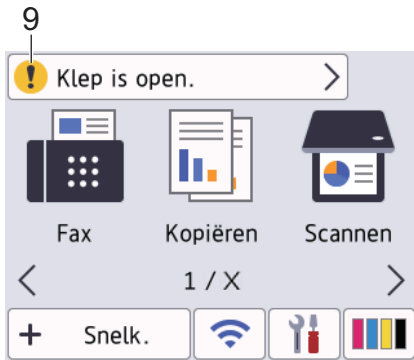 9
Klep is open.
Fax Kopiëren Scannen
1 / X
Snelk.